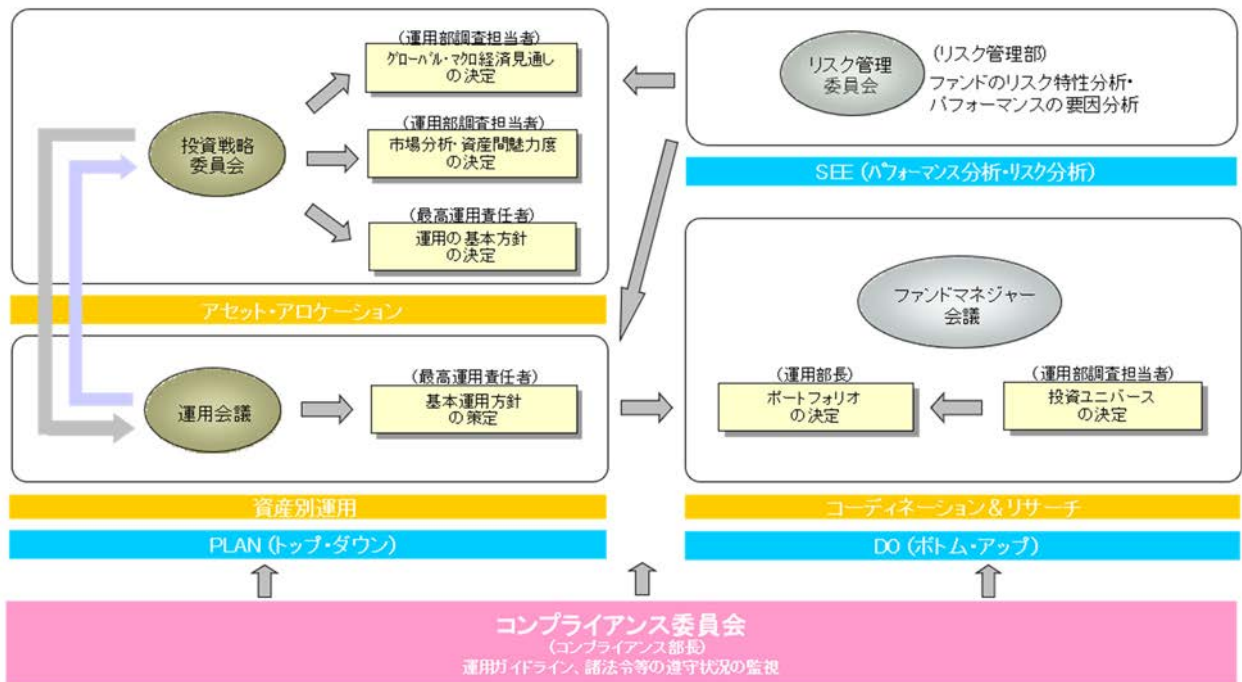 (運用部調査担当者)
グローバル・マクロ経済見通し
の決定
投資戦略
委員会
(運用部調査担当者)
市場分析・資産間魅力度
の決定
(最高運用責任者)
運用の基本方針
の決定
アセット・アロケーション
運用会議
(最高運用責任者)
基本運用方針
の策定
資産別運用
PLAN (トップ・ダウン)
リスク管理
委員会
(リスク管理部)
ファンドのリスク特性分析・
パフォーマンスの要因分析
SEE (パフォーマンス分析・リスク分析)
ファンドマネジャー
会議
(運用部長)
ポートフォリオ
の決定
(運用部調査担当者)
投資ユニバース
の決定
コーディネーション&リサーチ
DO (ボトム・アップ)
コンプライアンス委員会
(コンプライアンス部長)
運用ガイドライン、諸法令等の遵守状況の監視